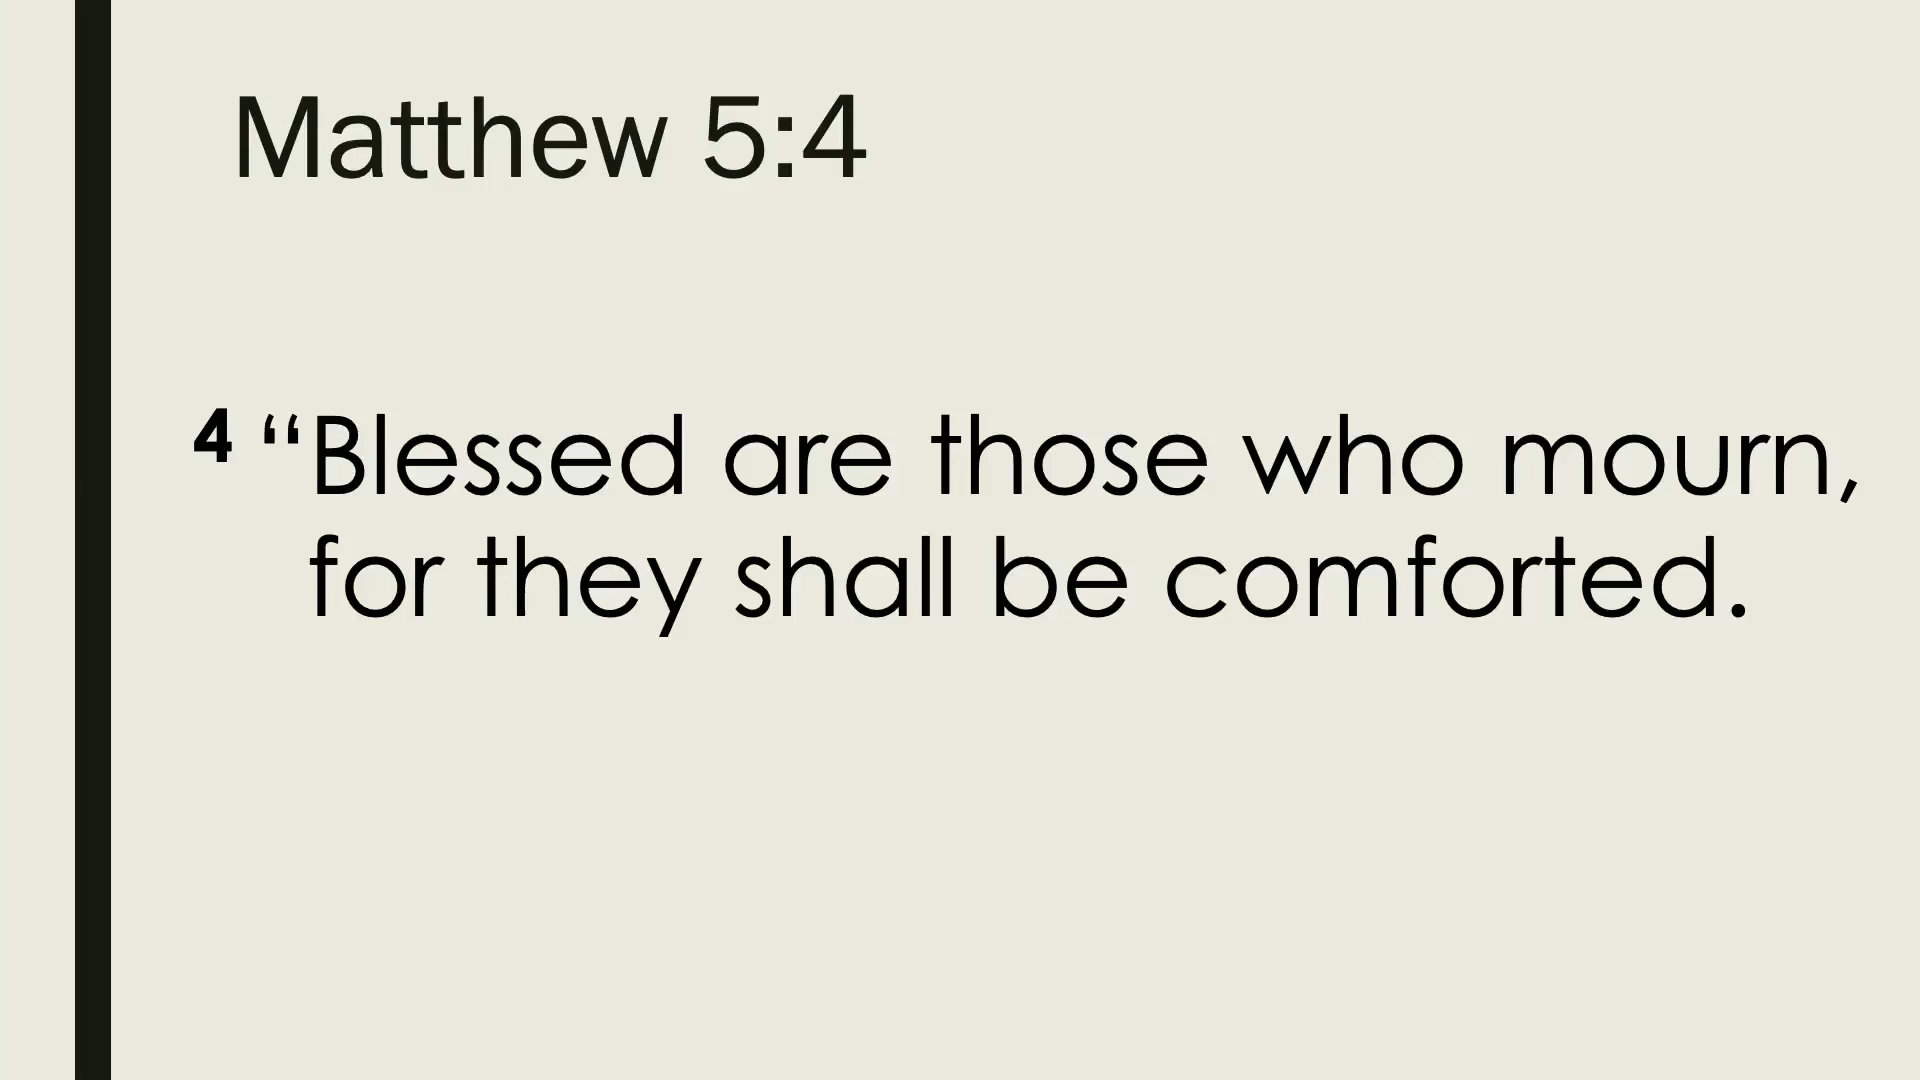 Matthew 5:4
4 “Blessed are those who mourn,
for they shall be comforted.